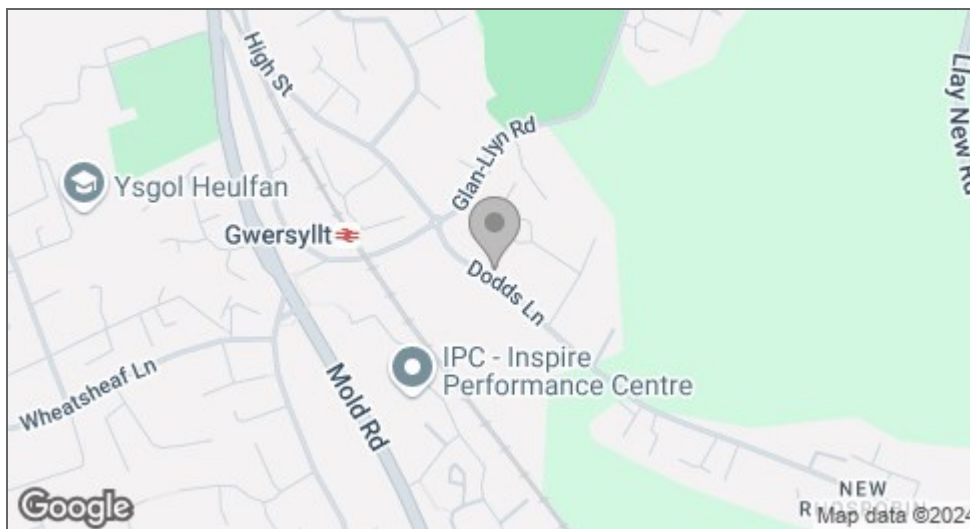 High St
Llay New Rd
Glan-Llyn Rd
Ysgol Heulfan
Gwersyllt
Dodds Ln
IPC - Inspire
Performance Centre
Wheatsheaf Ln
Mold Rd
NEW
Google
Map data ©2024